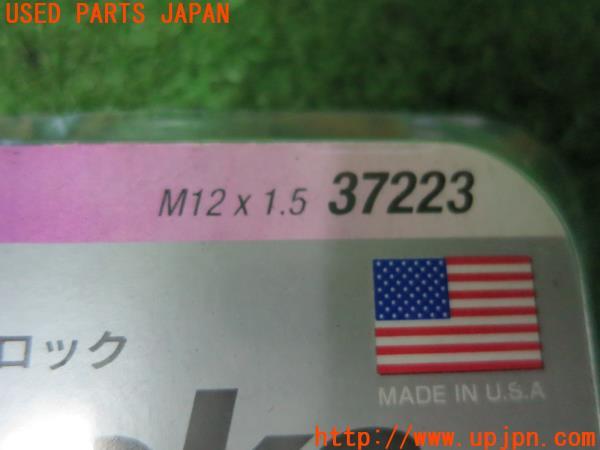 USED PARTS JAPAN
M12 x 1.5 37223
ロック
MADE IN U.S.A
http://www.upjpn.com